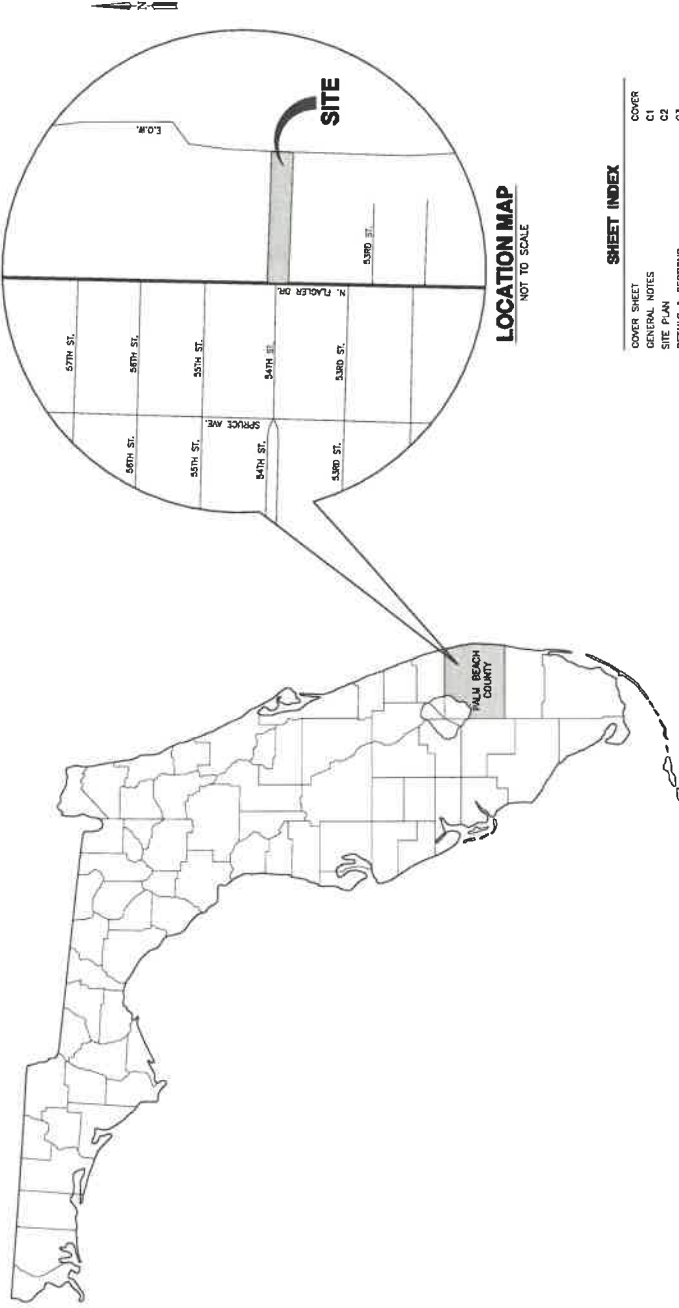 N
E.O.W.
SITE
57TH ST.
56TH ST.
56TH ST.
55TH ST.
55TH ST.
54TH ST.
54TH ST.
53RD ST.
53RD ST.
53RD ST.
SPRUCE AVE.
N. FLAGLER DR.
LOCATION MAP
NOT TO SCALE
PALM BEACH
COUNTY
SHEET INDEX
COVER SHEET COVER
GENERAL NOTES C1
SITE PLAN C2